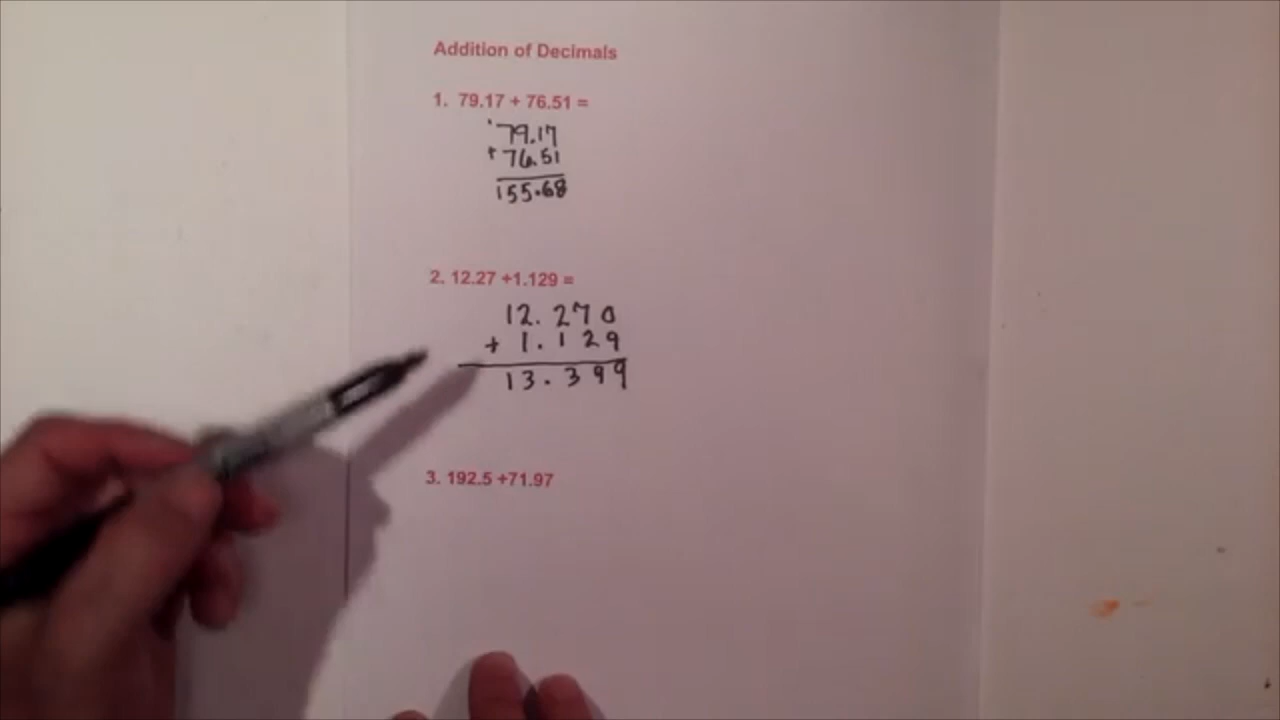 Addition of Decimals
1. 79.17 + 76.51 =
' 79.17
+ 76.51
155.68
2. 12.27 +1.129 =
12.270
+ 1.129
13.399
3. 192.5 +71.97